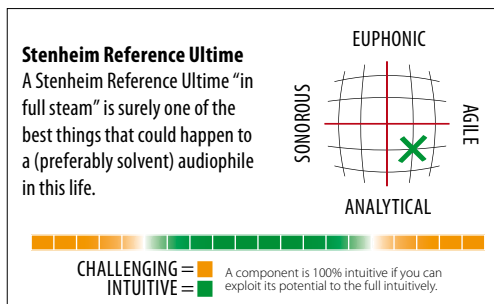 Stenheim Reference Ultime
A Stenheim Reference Ultime “in
full steam” is surely one of the
best things that could happen to
a (preferably solvent) audiophile
in this life.
EUPHONIC
SONOROUS
AGILE
ANALYTICAL
CHALLENGING =
INTUITIVE =
A component is 100% intuitive if you can
exploit its potential to the full intuitively.